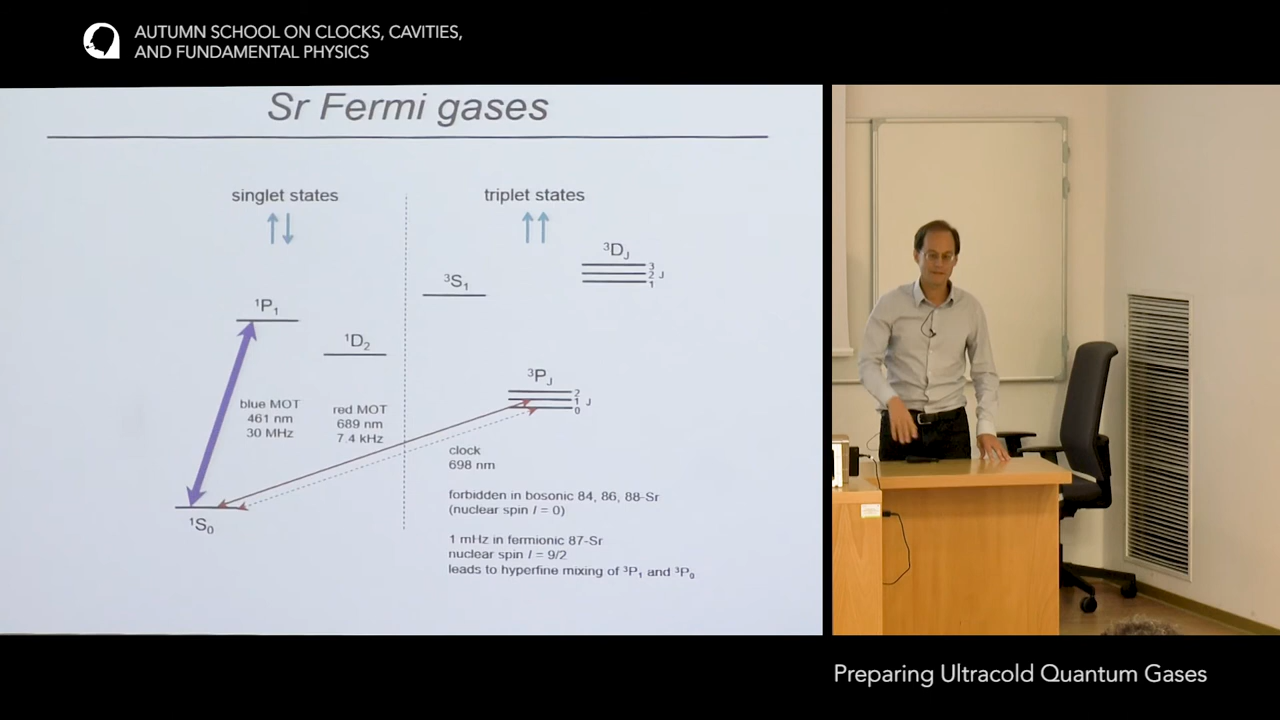 AUTUMN SCHOOL ON CLOCKS, CAVITIES,
AND FUNDAMENTAL PHYSICS
Sr Fermi gases
singlet states
↑↓
triplet states
↑↑
³D_J
3
2 J
1
³S₁
¹P₁
¹D₂
³P_J
2
1 J
0
blue MOT
461 nm
30 MHz
red MOT
689 nm
7.4 kHz
clock
698 nm
forbidden in bosonic 84, 86, 88-Sr
(nuclear spin I = 0)
1 mHz in fermionic 87-Sr
nuclear spin I = 9/2
leads to hyperfine mixing of ³P₁ and ³P₀
¹S₀
Preparing Ultracold Quantum Gases